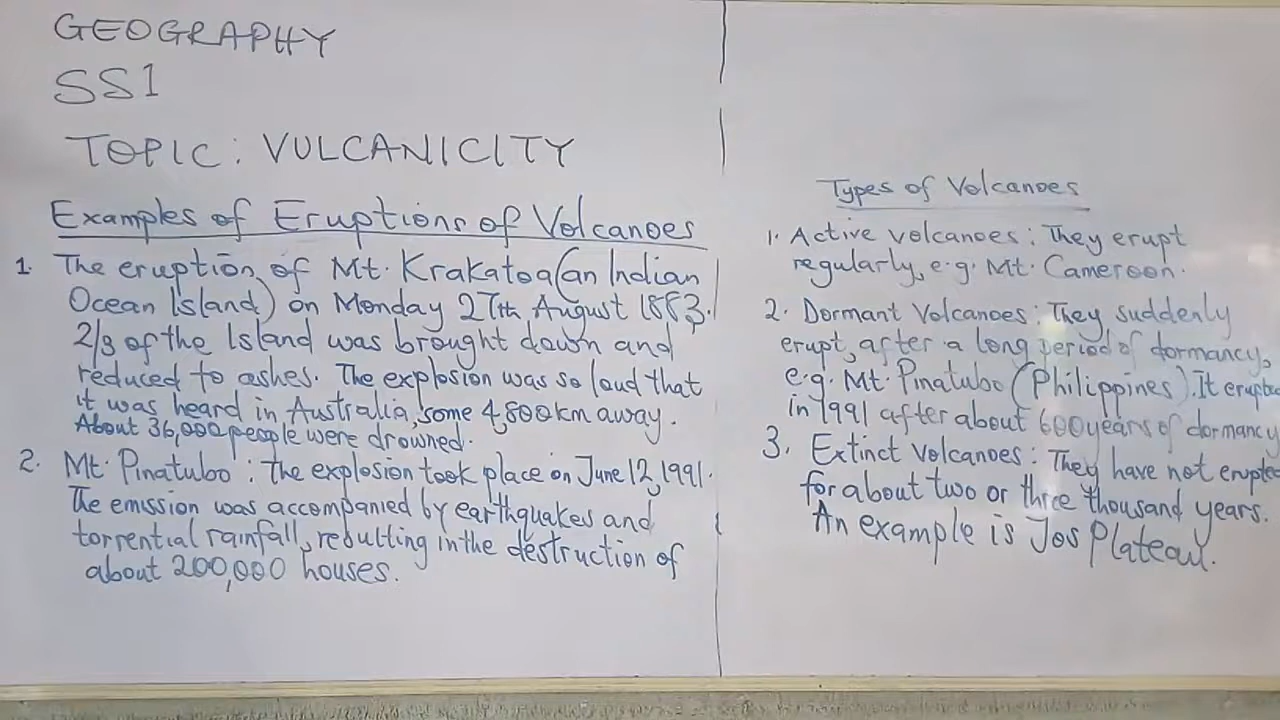 GEOGRAPHY
SS1
TOPIC: VULCANICITY
Examples of Eruptions of Volcanoes
1. The eruption of Mt. Krakatoa (an Indian
Ocean Island) on Monday 27th August 1883.
2/3 of the Island was brought down and
reduced to ashes. The explosion was so loud that
it was heard in Australia, some 4,800km away.
About 36,000 people were drowned.
2. Mt. Pinatubo: The explosion took place on June 12, 1991.
The emission was accompanied by earthquakes and
torrential rainfall, resulting in the destruction of
about 200,000 houses.
Types of Volcanoes
1. Active volcanoes: They erupt
regularly, e.g. Mt. Cameroon.
2. Dormant Volcanoes: They suddenly
erupt, after a long period of dormancy,
e.g. Mt. Pinatubo (Philippines). It erupted
in 1991 after about 600 years of dormancy
3. Extinct Volcanoes: They have not erupted
for about two or three thousand years.
An example is Jos Plateau.